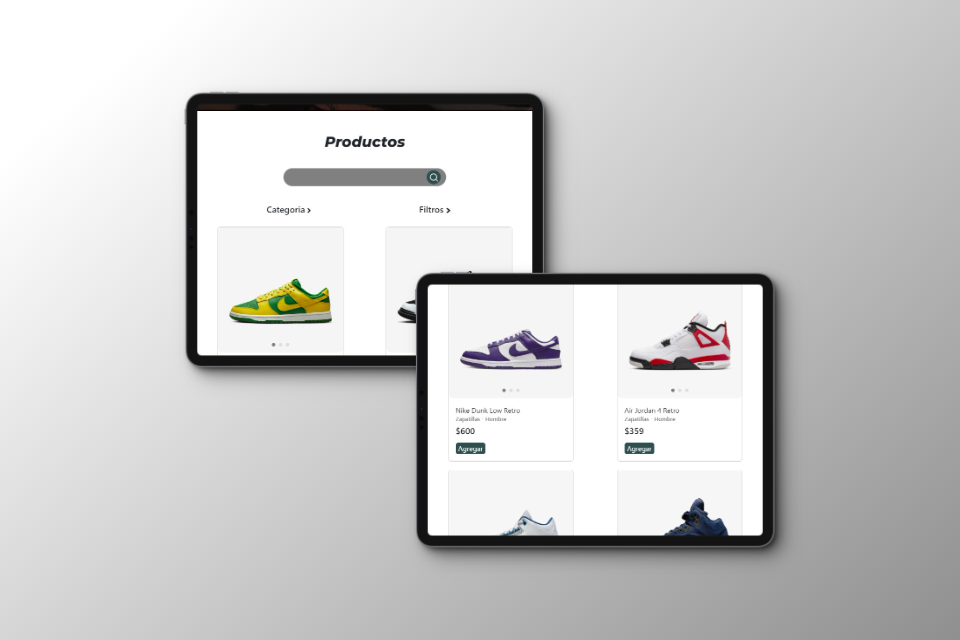 Productos
Categoria
Filtros
Nike Dunk Low Retro
Zapatillas Hombre
$600
Agregar
Air Jordan 4 Retro
Zapatillas Hombre
$359
Agregar